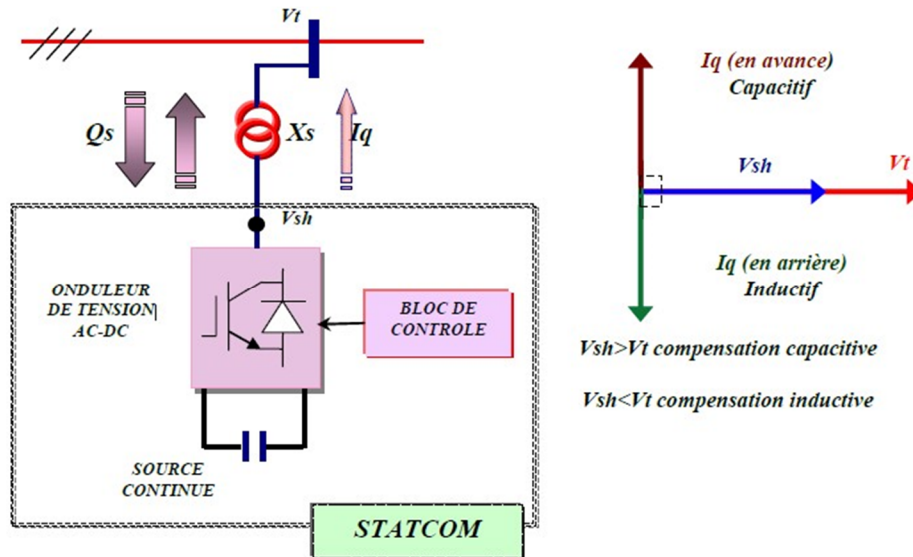 Vt
Qs
Xs
Iq
Vsh
ONDULEUR
DE TENSION
AC-DC
BLOC DE
CONTROLE
SOURCE
CONTINUE
STATCOM
Iq (en avance)
Capacitif
Vsh
Vt
Iq (en arrière)
Inductif
Vsh>Vt compensation capacitive
Vsh<Vt compensation inductive